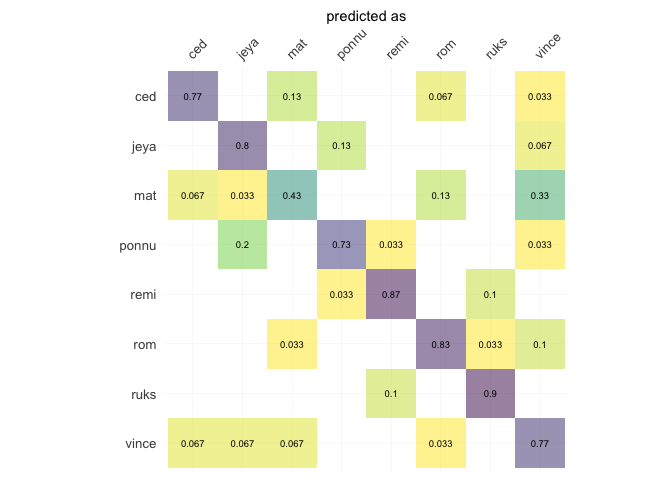 predicted as
ced jeya mat ponnu remi rom ruks vince
ced 0.77 0.13 0.067 0.033
jeya 0.8 0.13 0.067
mat 0.067 0.033 0.43 0.13 0.33
ponnu 0.2 0.73 0.033 0.033
remi 0.033 0.87 0.1
rom 0.033 0.83 0.033 0.1
ruks 0.1 0.9
vince 0.067 0.067 0.067 0.033 0.77